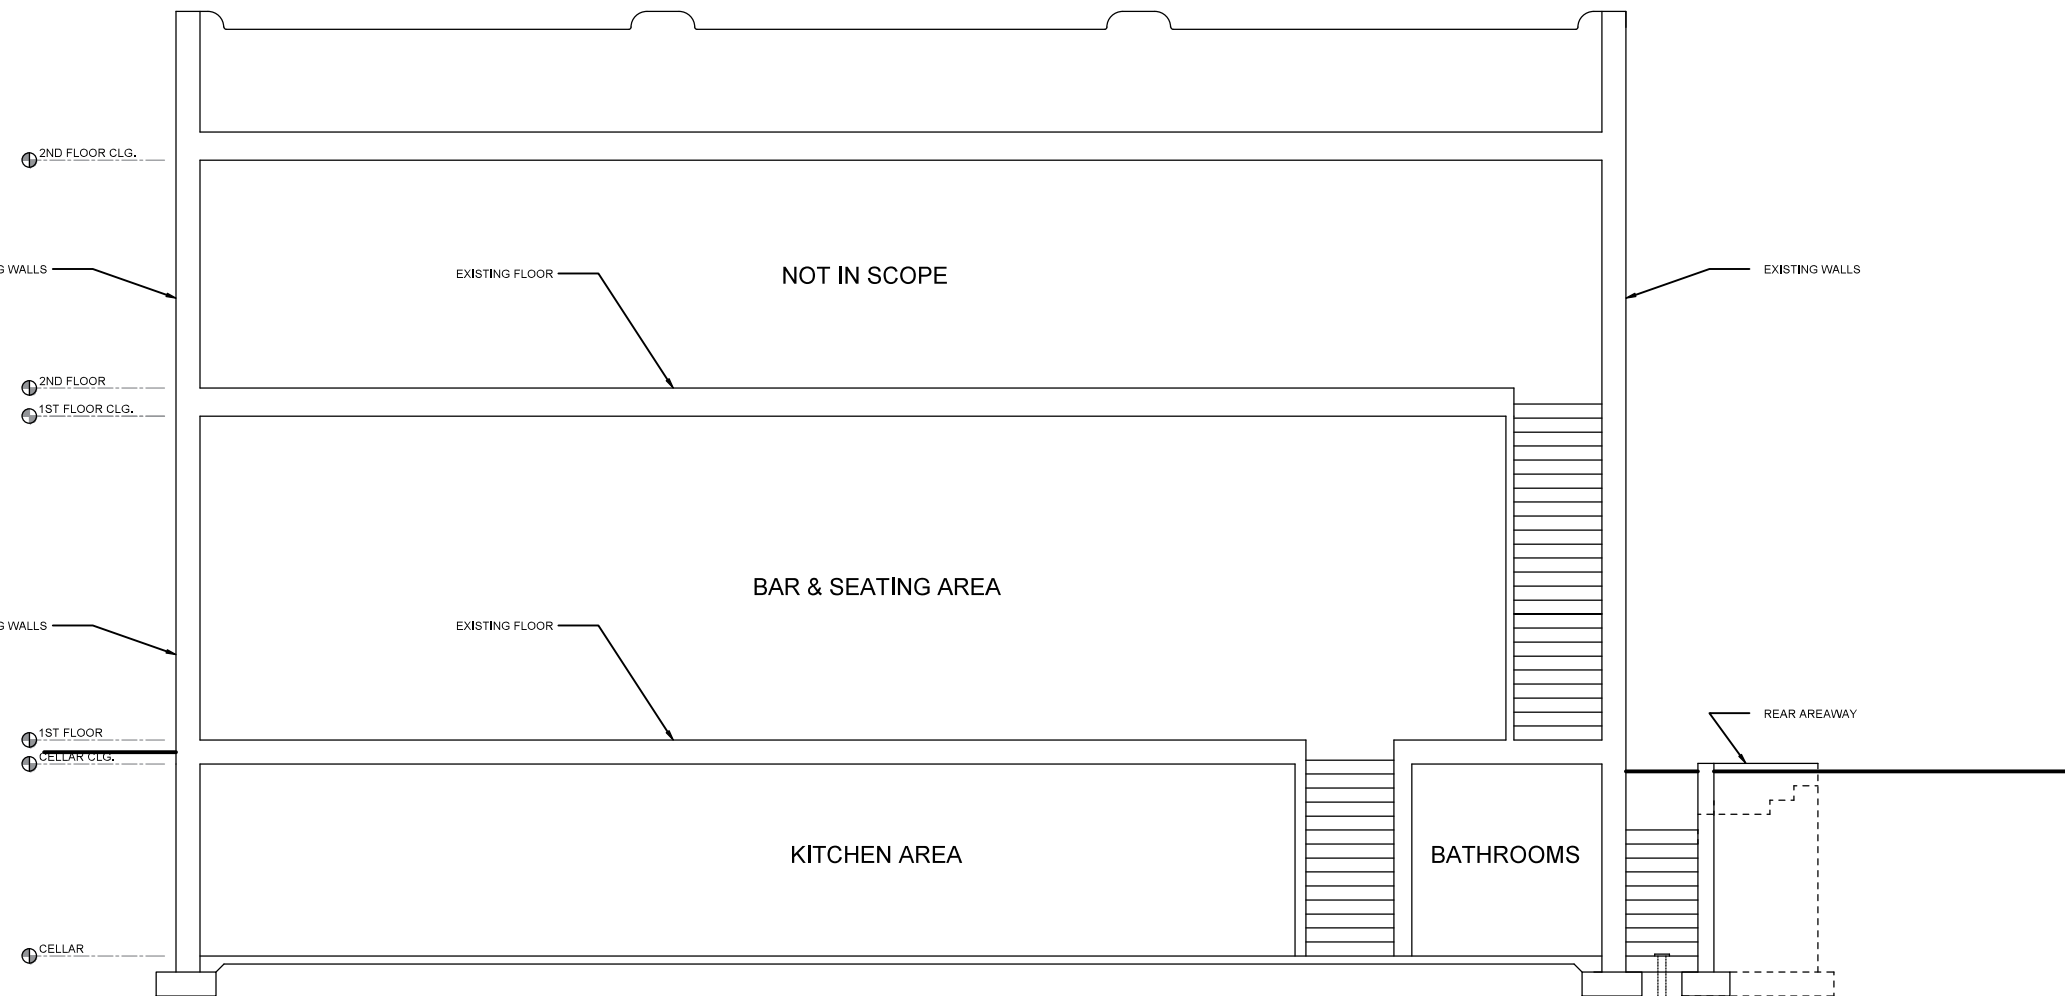 2ND FLOOR CLG.
WALLS
EXISTING FLOOR
NOT IN SCOPE
EXISTING WALLS
2ND FLOOR
1ST FLOOR CLG.
BAR & SEATING AREA
WALLS
EXISTING FLOOR
REAR AREAWAY
1ST FLOOR
CELLAR CLG.
KITCHEN AREA
BATHROOMS
CELLAR